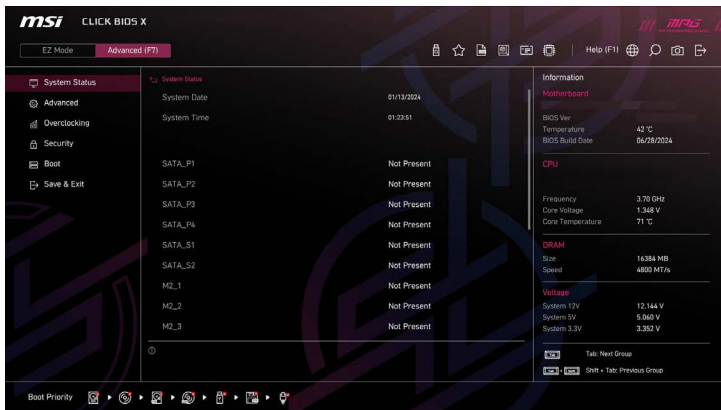 msi CLICK BIOS X
MPG
EZ Mode
Advanced (F7)
Help (F1)
System Status
Advanced
Overclocking
Security
Boot
Save & Exit
System Status
System Date 01/13/2024
System Time 01:23:51
SATA_P1 Not Present
SATA_P2 Not Present
SATA_P3 Not Present
SATA_P4 Not Present
SATA_S1 Not Present
SATA_S2 Not Present
M2_1 Not Present
M2_2 Not Present
M2_3 Not Present
Information
Motherboard
BIOS Ver
Temperature 42 °C
BIOS Build Date 06/28/2024
CPU
Frequency 3.70 GHz
Core Voltage 1.348 V
Core Temperature 71 °C
DRAM
Size 16384 MB
Speed 4800 MT/s
Voltage
System 12V 12.144 V
System 5V 5.060 V
System 3.3V 3.352 V
Tab Tab: Next Group
Tab + Shift Shift + Tab: Previous Group
Boot Priority